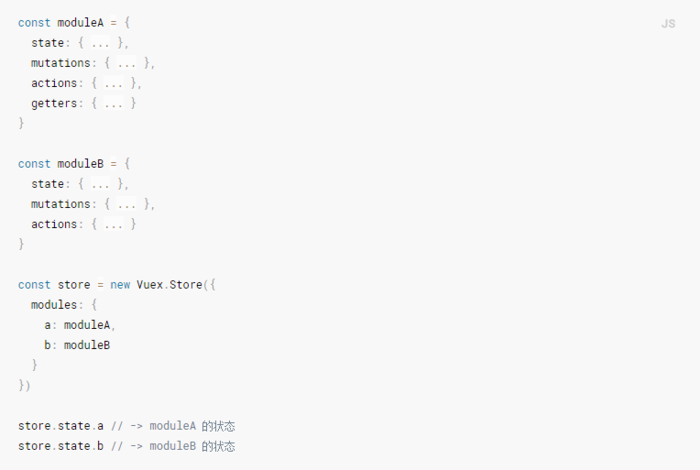 JS
const moduleA = {
  state: { ... },
  mutations: { ... },
  actions: { ... },
  getters: { ... }
}

const moduleB = {
  state: { ... },
  mutations: { ... },
  actions: { ... }
}

const store = new Vuex.Store({
  modules: {
    a: moduleA,
    b: moduleB
  }
})

store.state.a // -> moduleA 的状态
store.state.b // -> moduleB 的状态